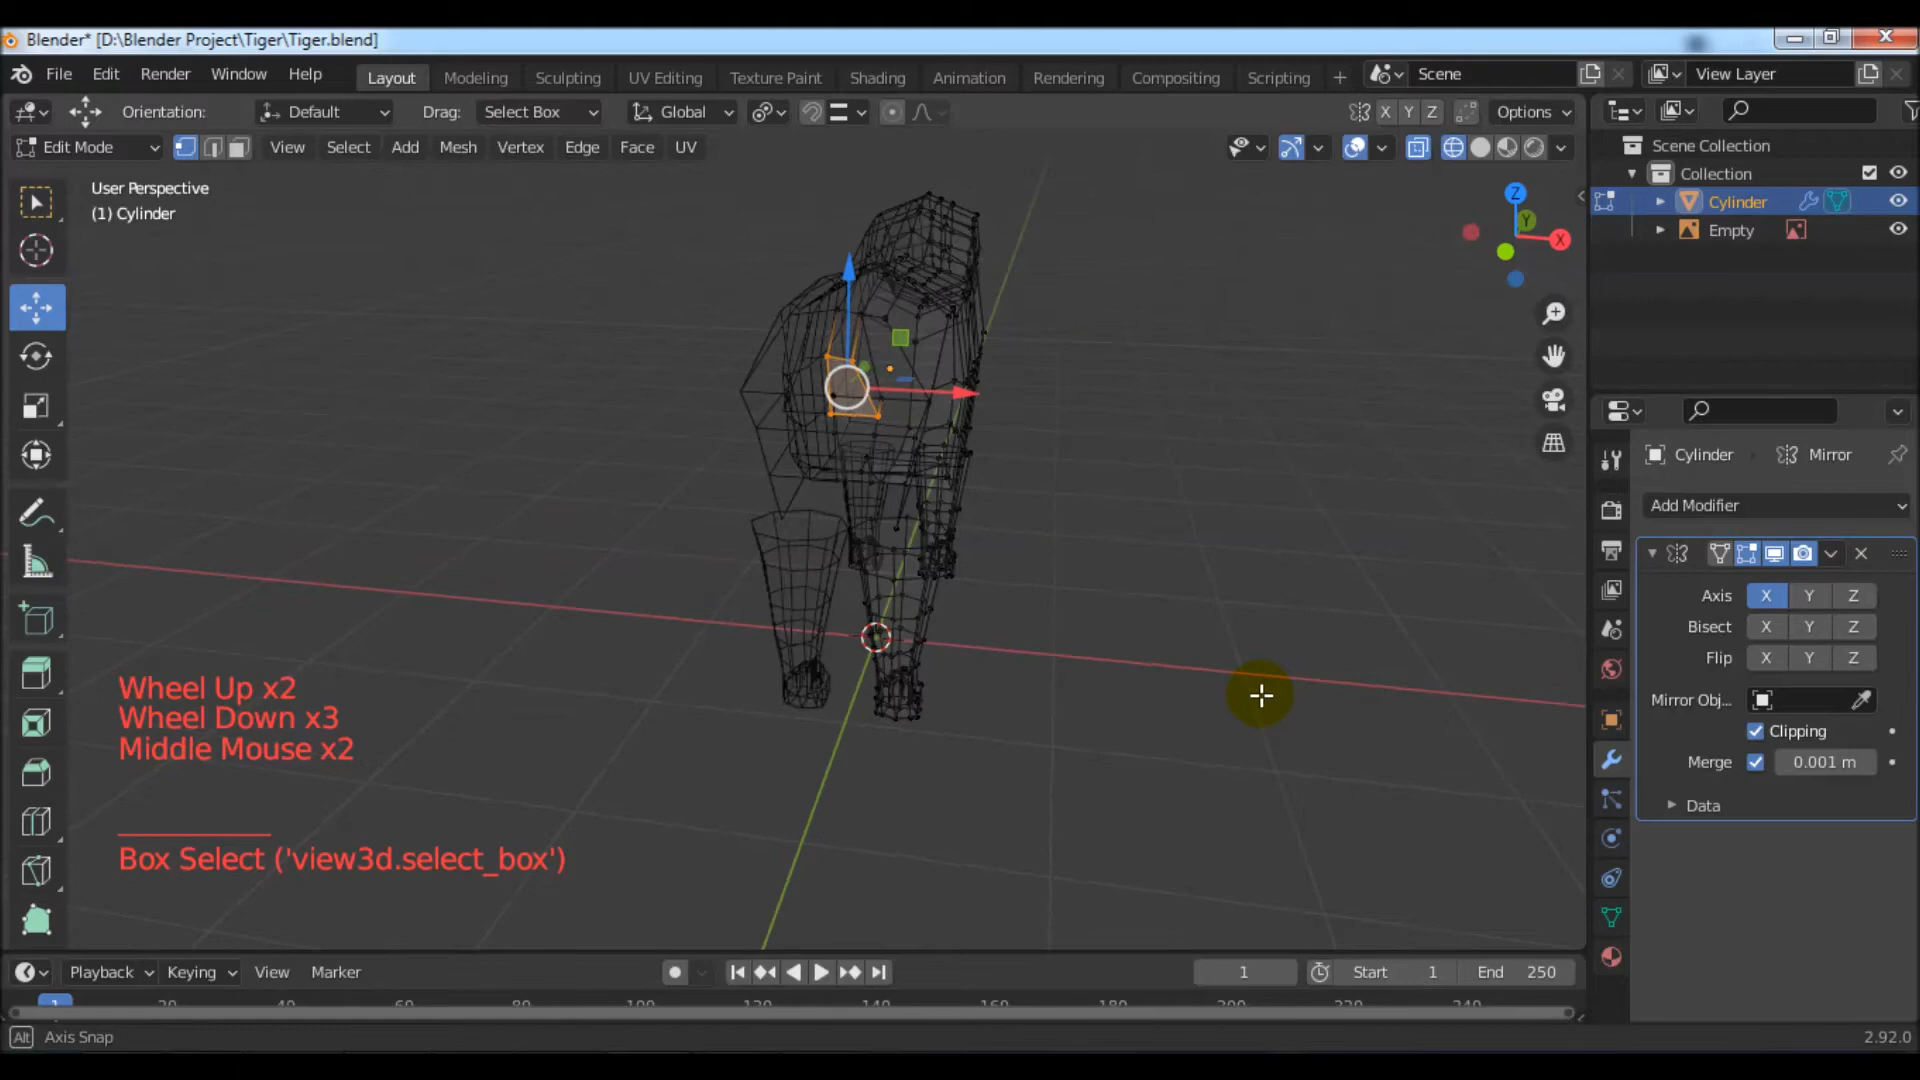 Blender* [D:\Blender Project\Tiger\Tiger.blend]
File Edit Render Window Help Layout Modeling Sculpting UV Editing Texture Paint Shading Animation Rendering Compositing Scripting + Scene View Layer
Orientation: Default Drag: Select Box Global X Y Z Options
Edit Mode View Select Add Mesh Vertex Edge Face UV
Scene Collection
Collection
Cylinder
Empty
User Perspective
(1) Cylinder
Z
Y
X
Cylinder Mirror
Add Modifier
Axis X Y Z
Bisect X Y Z
Flip X Y Z
Mirror Obj...
Clipping
Merge 0.001 m
Data
Wheel Up x2
Wheel Down x3
Middle Mouse x2
Box Select ('view3d.select_box')
Playback Keying View Marker 1 Start 1 End 250
1 20 40 60 80 100 120 140 160 180 200 220 240
Alt Axis Snap 2.92.0